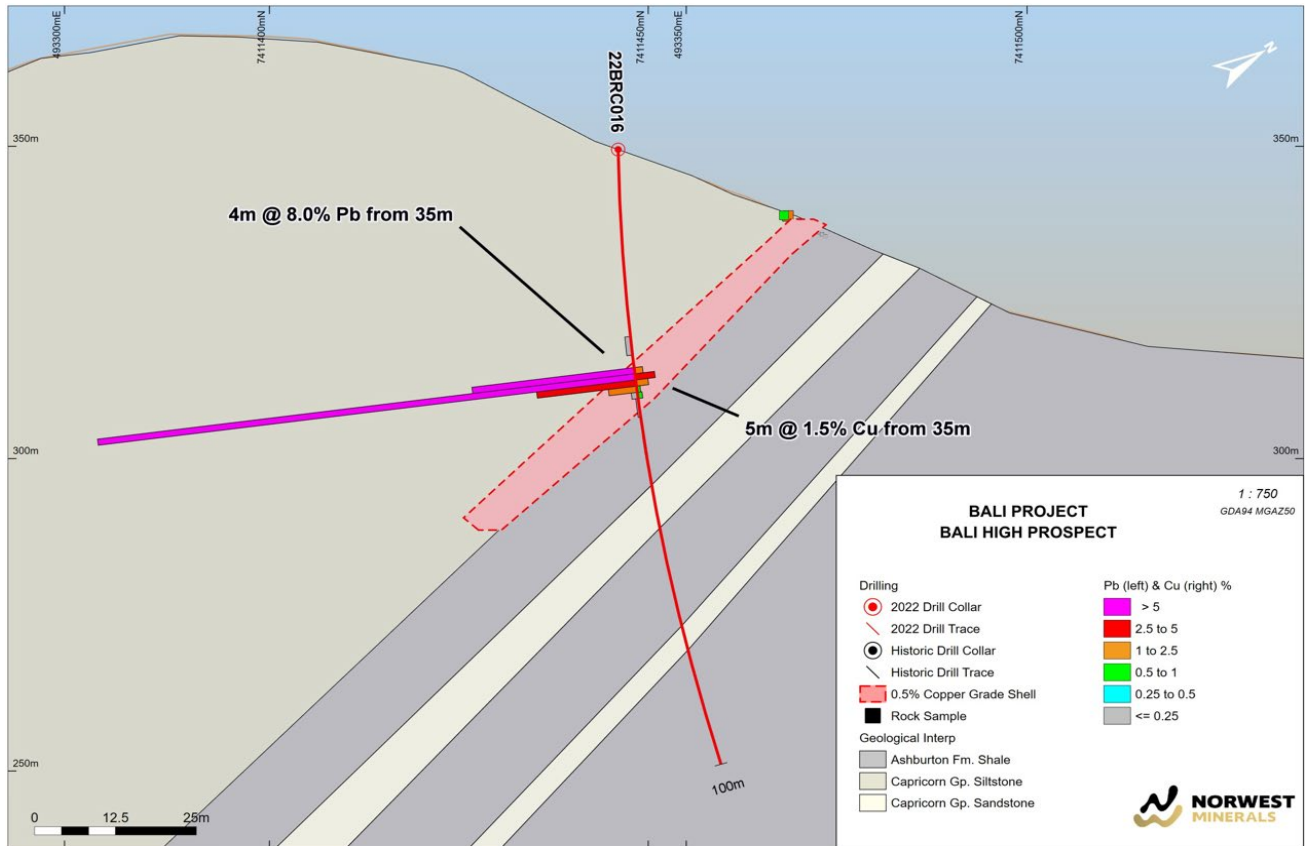 493300mE
7411400mN
7411450mN
493350mE
7411500mN
N
22BRC016
350m
350m
4m @ 8.0% Pb from 35m
5m @ 1.5% Cu from 35m
300m
300m
250m
100m
0 12.5 25m
BALI PROJECT
BALI HIGH PROSPECT
1 : 750
GDA94 MGAZ50
Drilling
2022 Drill Collar
2022 Drill Trace
Historic Drill Collar
Historic Drill Trace
0.5% Copper Grade Shell
Rock Sample
Geological Interp
Ashburton Fm. Shale
Capricorn Gp. Siltstone
Capricorn Gp. Sandstone
Pb (left) & Cu (right) %
> 5
2.5 to 5
1 to 2.5
0.5 to 1
0.25 to 0.5
<= 0.25
NORWEST
MINERALS